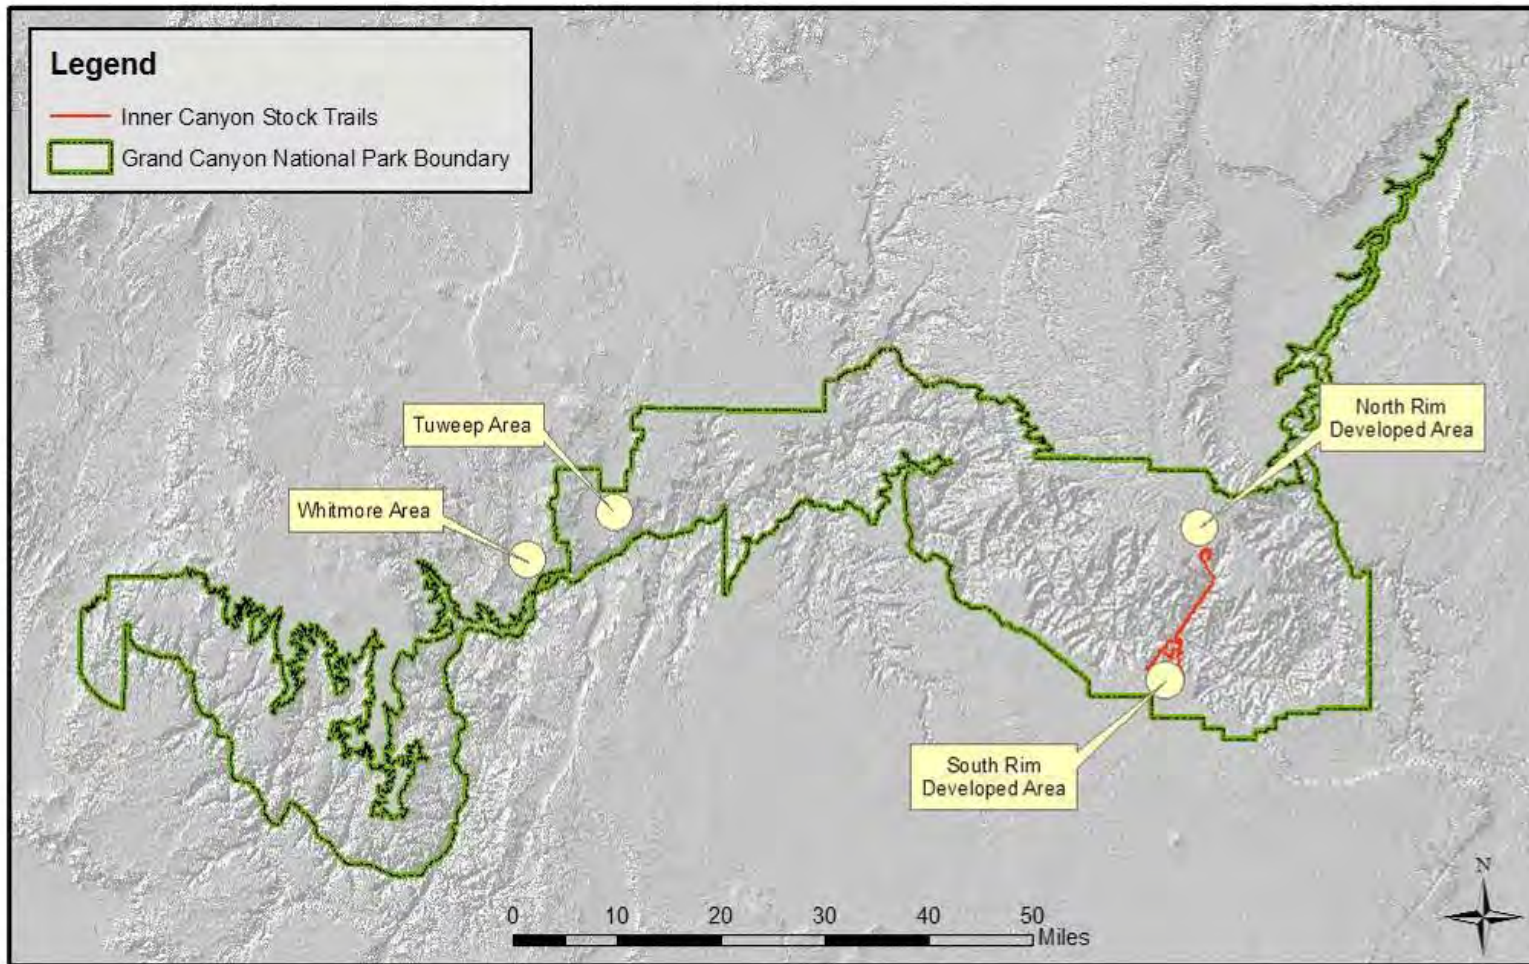 Legend
Inner Canyon Stock Trails
Grand Canyon National Park Boundary
North Rim
Developed Area
Tuweep Area
Whitmore Area
South Rim
Developed Area
N
0 10 20 30 40 50
Miles